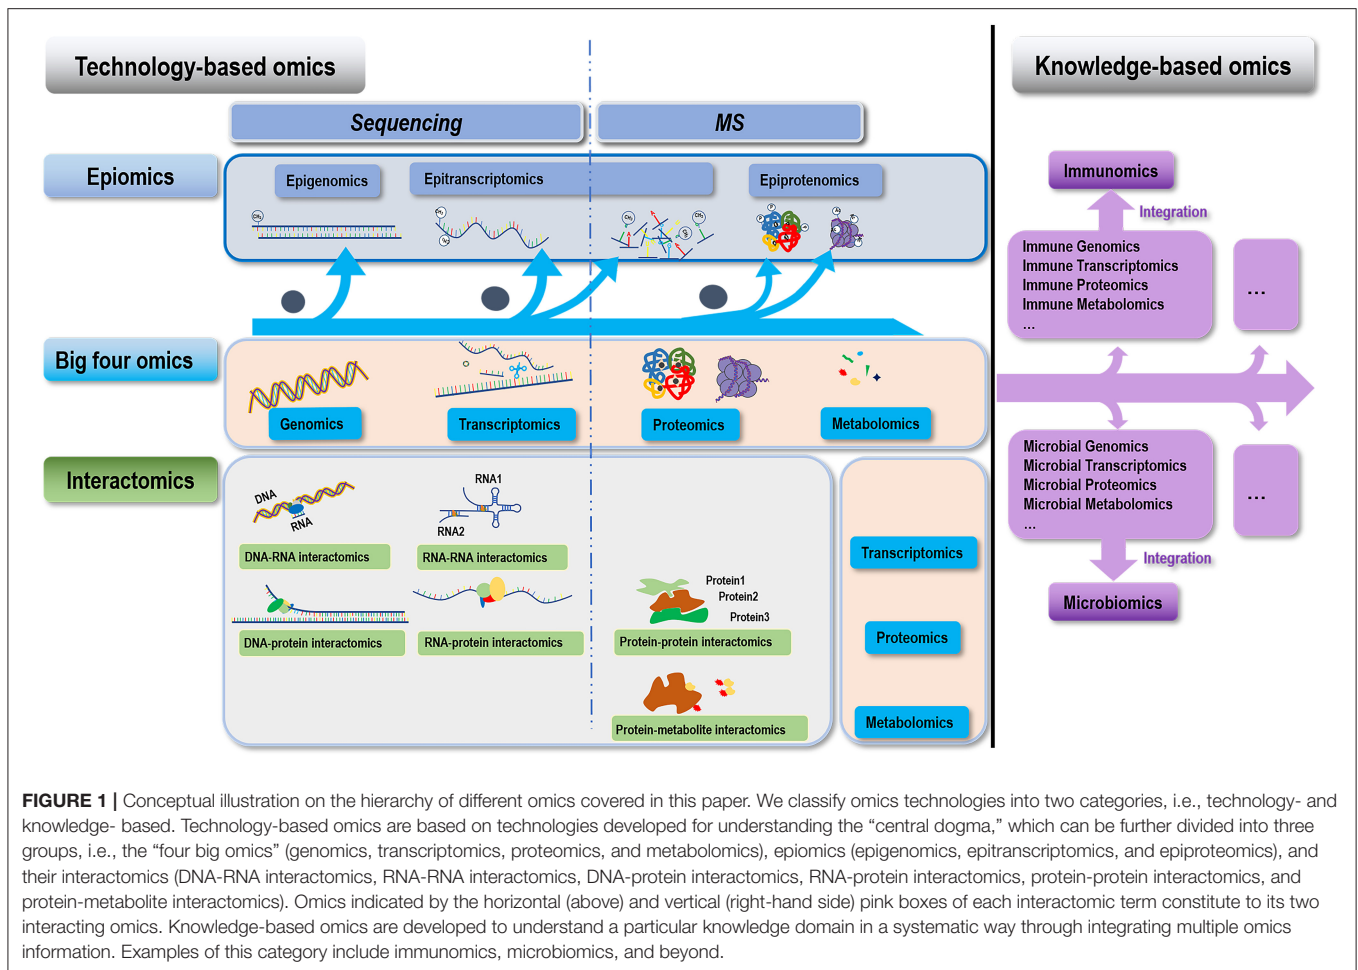 Technology-based omics
Knowledge-based omics
Sequencing
MS
Epiomics
Epigenomics
Epitranscriptomics
Epiprotenomics
CH3
CH3
CH3
CH3
P
P
Immunomics
Integration
Immune Genomics
Immune Transcriptomics
Immune Proteomics
Immune Metabolomics
...
...
Big four omics
Genomics
Transcriptomics
Proteomics
Metabolomics
Interactomics
DNA
RNA
DNA-RNA interactomics
RNA1
RNA2
RNA-RNA interactomics
DNA-protein interactomics
RNA-protein interactomics
Protein1
Protein2
Protein3
Protein-protein interactomics
Protein-metabolite interactomics
Transcriptomics
Proteomics
Metabolomics
Microbial Genomics
Microbial Transcriptomics
Microbial Proteomics
Microbial Metabolomics
...
...
Integration
Microbiomics
FIGURE 1 | Conceptual illustration on the hierarchy of different omics covered in this paper. We classify omics technologies into two categories, i.e., technology- and
knowledge- based. Technology-based omics are based on technologies developed for understanding the “central dogma,” which can be further divided into three
groups, i.e., the “four big omics” (genomics, transcriptomics, proteomics, and metabolomics), epiomics (epigenomics, epitranscriptomics, and epiproteomics), and
their interactomics (DNA-RNA interactomics, RNA-RNA interactomics, DNA-protein interactomics, RNA-protein interactomics, protein-protein interactomics, and
protein-metabolite interactomics). Omics indicated by the horizontal (above) and vertical (right-hand side) pink boxes of each interactomic term constitute to its two
interacting omics. Knowledge-based omics are developed to understand a particular knowledge domain in a systematic way through integrating multiple omics
information. Examples of this category include immunomics, microbiomics, and beyond.